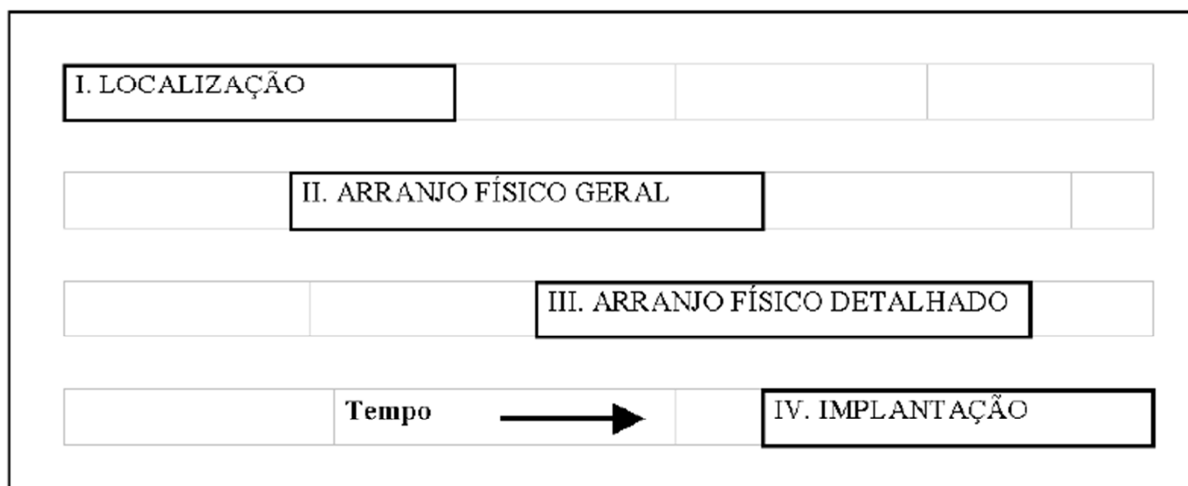 I. LOCALIZAÇÃO
II. ARRANJO FÍSICO GERAL
III. ARRANJO FÍSICO DETALHADO
Tempo
IV. IMPLANTAÇÃO